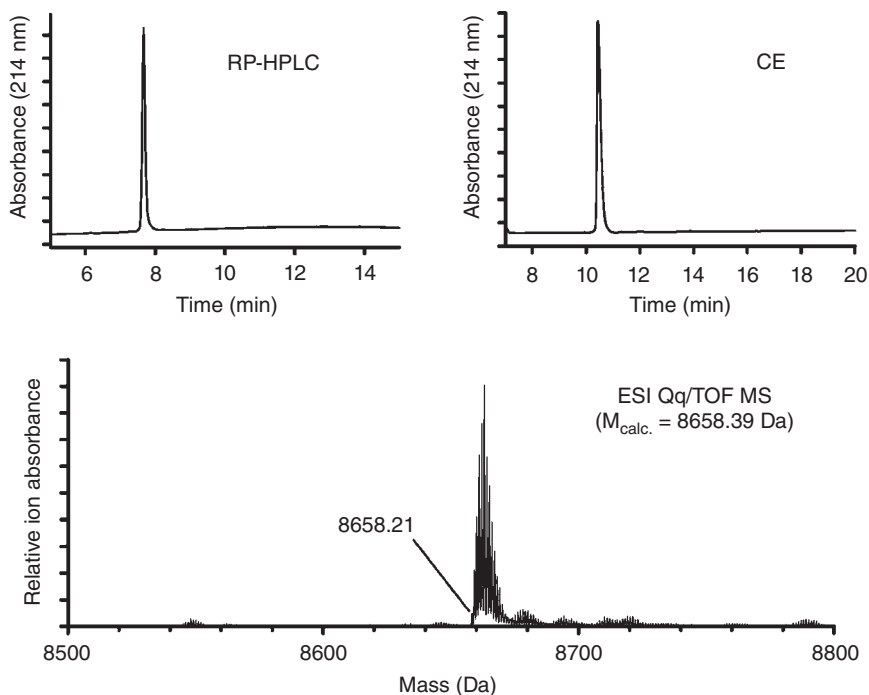 Absorbance (214 nm)
RP-HPLC
6 8 10 12 14
Time (min)
Absorbance (214 nm)
CE
8 10 12 14 16 18 20
Time (min)
Relative ion absorbance
ESI Qq/TOF MS
(Mcalc. = 8658.39 Da)
8658.21
8500 8600 8700 8800
Mass (Da)